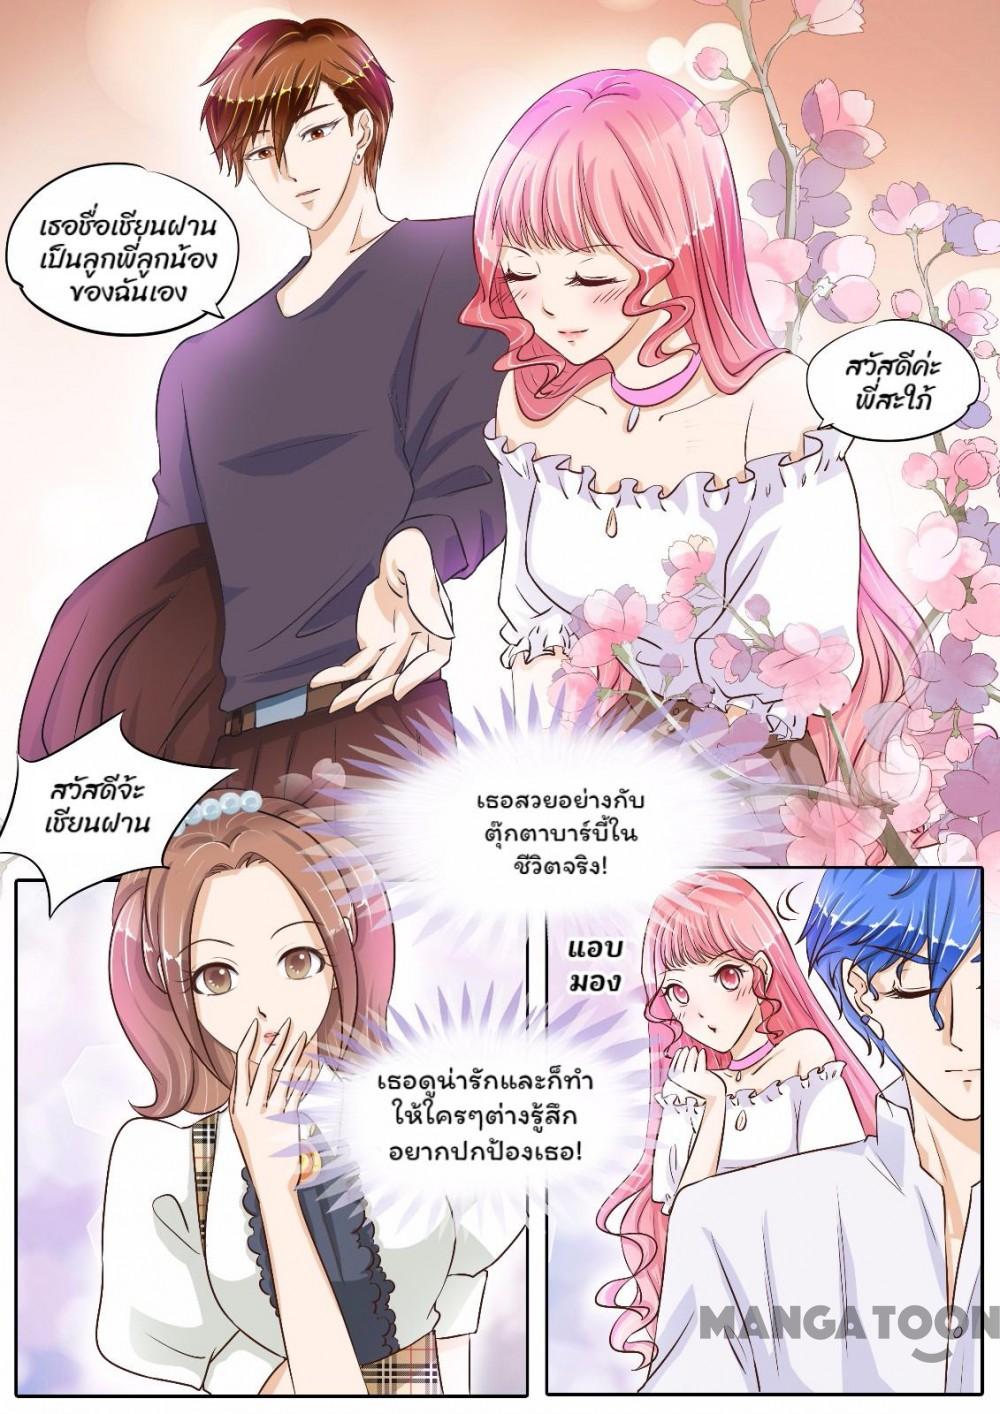 เธอชื่อเชียนฝาน
เป็นลูกพี่ลูกน้อง
ของฉันเอง
สวัสดีค่ะ
พี่สะใภ้
สวัสดีจ้ะ
เชียนฝาน
เธอสวยอย่างกับ
ตุ๊กตาบาร์บี้ใน
ชีวิตจริง!
แอบ
มอง
เธอดูน่ารักและก็ทำ
ให้ใครๆต่างรู้สึก
อยากปกป้องเธอ!
MANGATOON